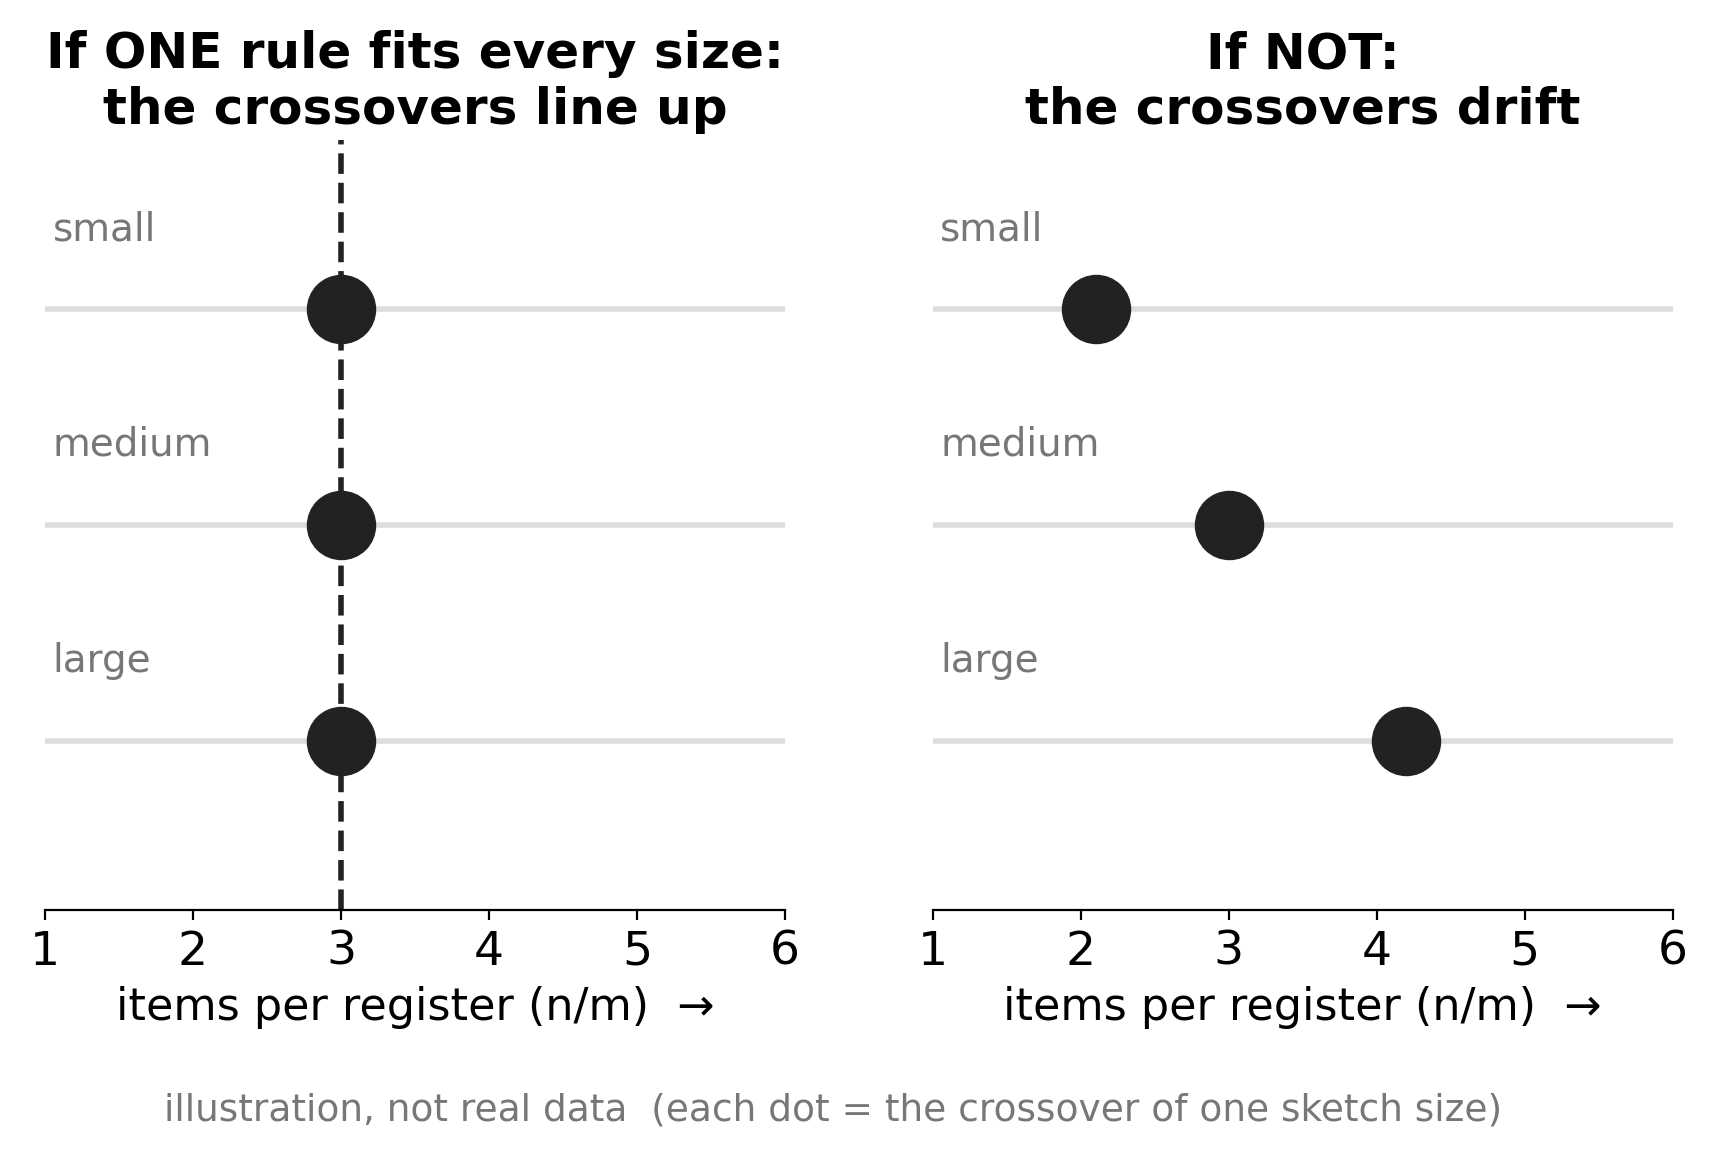 If ONE rule fits every size:
the crossovers line up
small
medium
large
1 2 3 4 5 6
items per register (n/m) →
If NOT:
the crossovers drift
small
medium
large
1 2 3 4 5 6
items per register (n/m) →
illustration, not real data (each dot = the crossover of one sketch size)